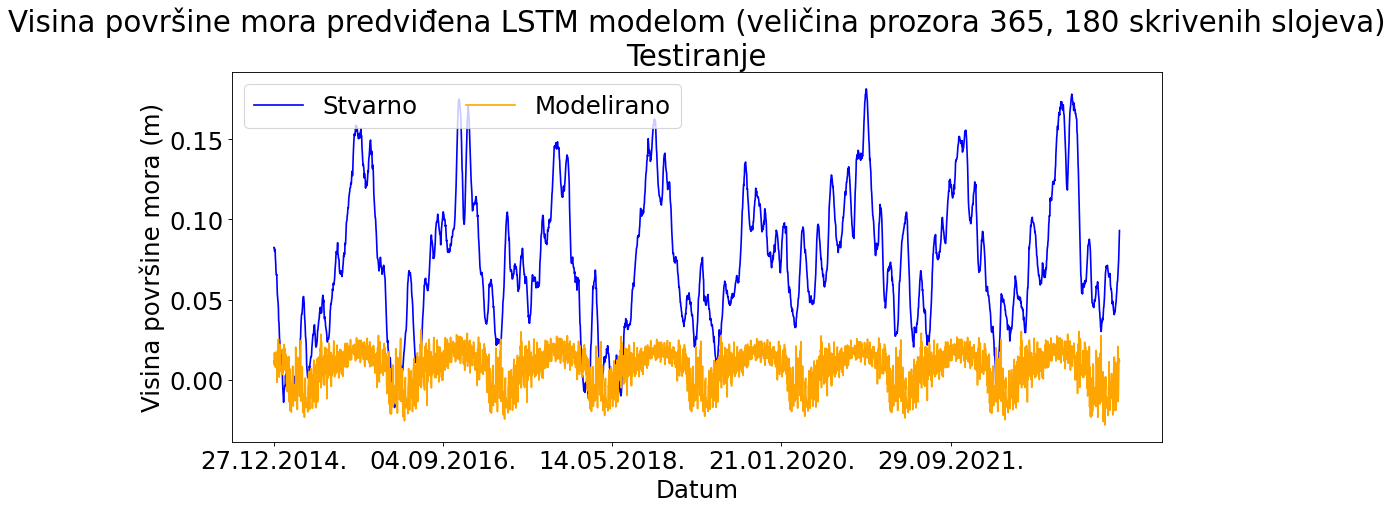 Visina površine mora predviđena LSTM modelom (veličina prozora 365, 180 skrivenih slojeva)
Testiranje
Stvarno Modelirano
Visina površine mora (m)
0.15
0.10
0.05
0.00
27.12.2014. 04.09.2016. 14.05.2018. 21.01.2020. 29.09.2021.
Datum